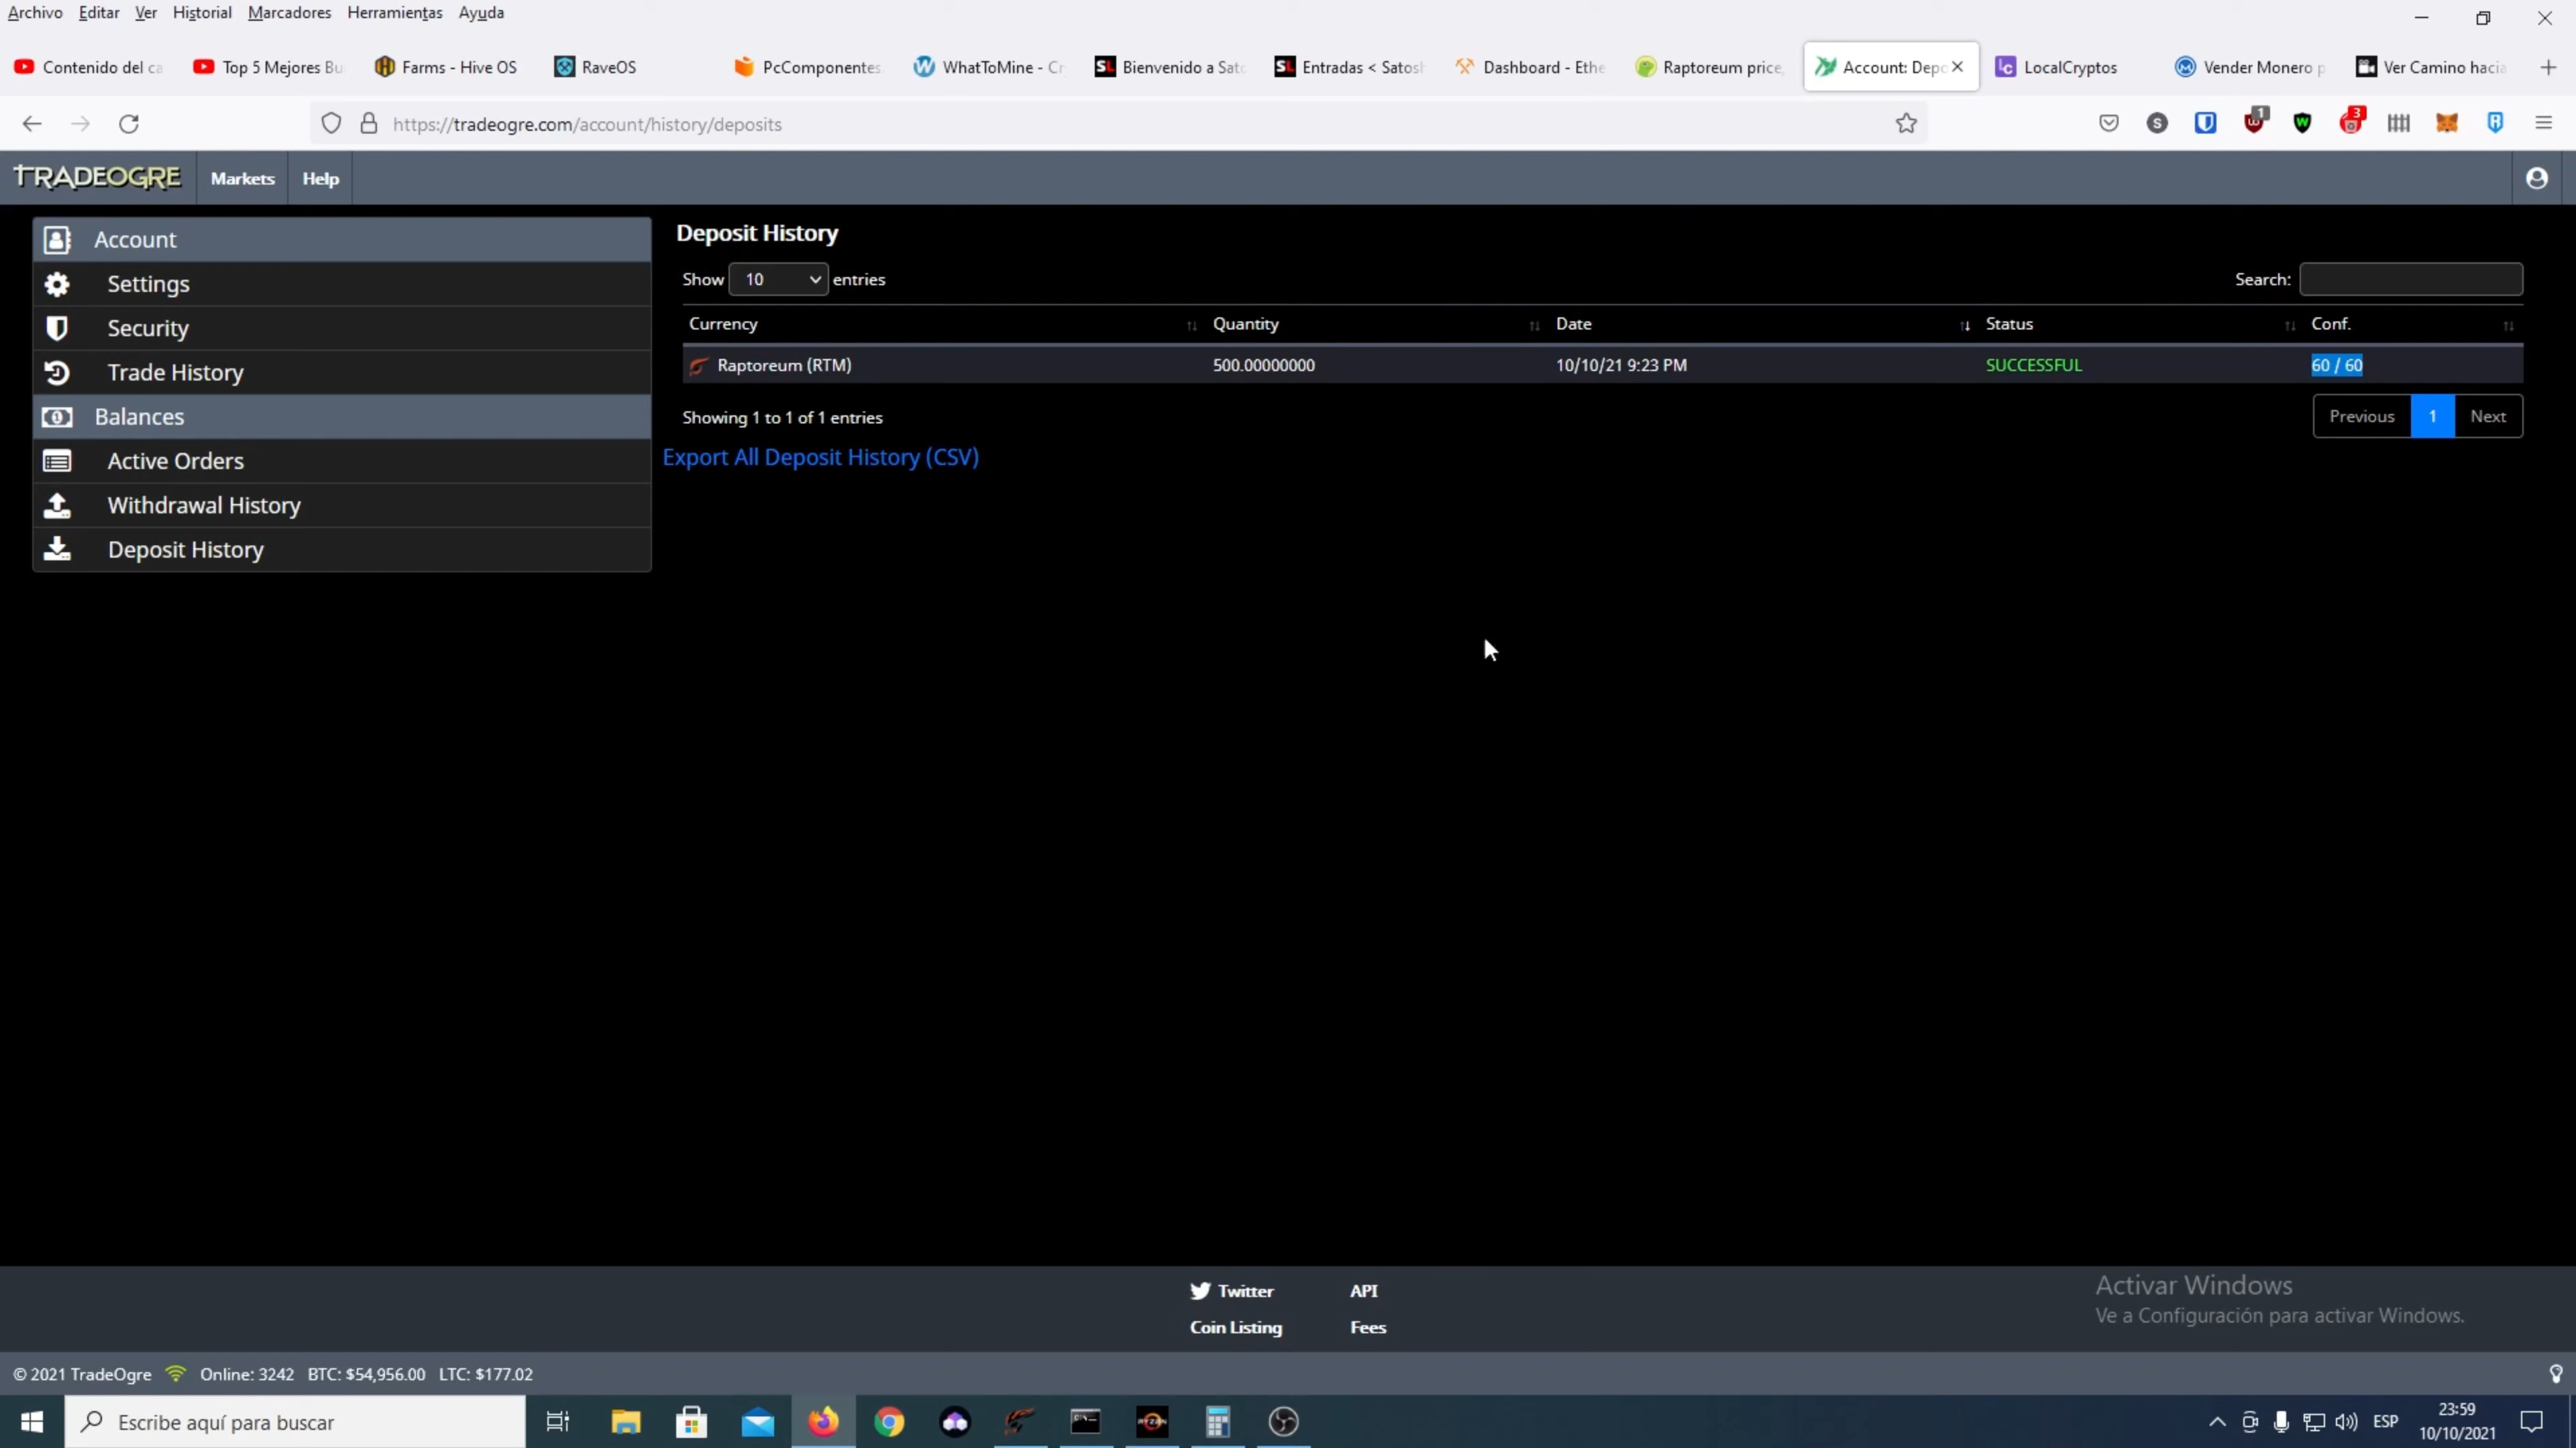 Archivo Editar Ver Historial Marcadores Herramientas Ayuda
Contenido del ca Top 5 Mejores Bu Farms - Hive OS RaveOS PcComponentes. WhatToMine - Cr Bienvenido a Sato Entradas < Satosh Dashboard - Ethe Raptoreum price, Account: Depo LocalCryptos Vender Monero p Ver Camino hacia
https://tradeogre.com/account/history/deposits
S 1 W 3
TRADEOGRE Markets Help
Account
Settings
Security
Trade History
Balances
Active Orders
Withdrawal History
Deposit History
Deposit History
Show 10 entries Search:
Currency Quantity Date Status Conf.
Raptoreum (RTM) 500.00000000 10/10/21 9:23 PM SUCCESSFUL 60 / 60
Showing 1 to 1 of 1 entries Previous 1 Next
Export All Deposit History (CSV)
Twitter API
Coin Listing Fees
Activar Windows
Ve a Configuración para activar Windows.
© 2021 TradeOgre Online: 3242 BTC: $54,956.00 LTC: $177.02
Escribe aquí para buscar RYZEN ESP 23:59
10/10/2021